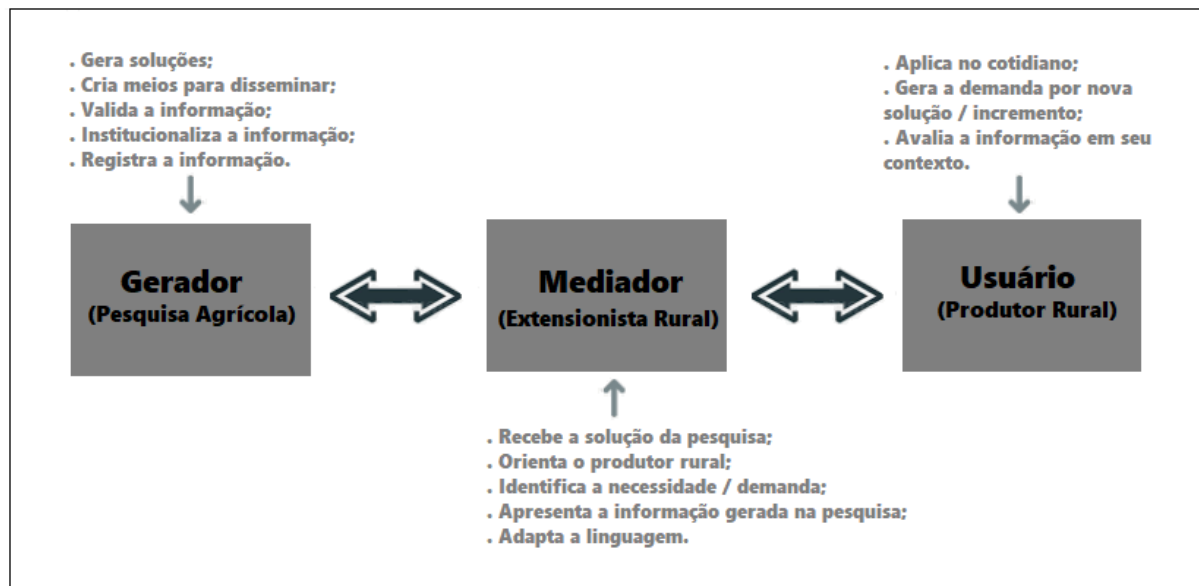 . Gera soluções;
. Cria meios para disseminar;
. Valida a informação;
. Institucionaliza a informação;
. Registra a informação.
. Aplica no cotidiano;
. Gera a demanda por nova
solução / incremento;
. Avalia a informação em seu
contexto.
Gerador
(Pesquisa Agrícola)
Mediador
(Extensionista Rural)
Usuário
(Produtor Rural)
. Recebe a solução da pesquisa;
. Orienta o produtor rural;
. Identifica a necessidade / demanda;
. Apresenta a informação gerada na pesquisa;
. Adapta a linguagem.